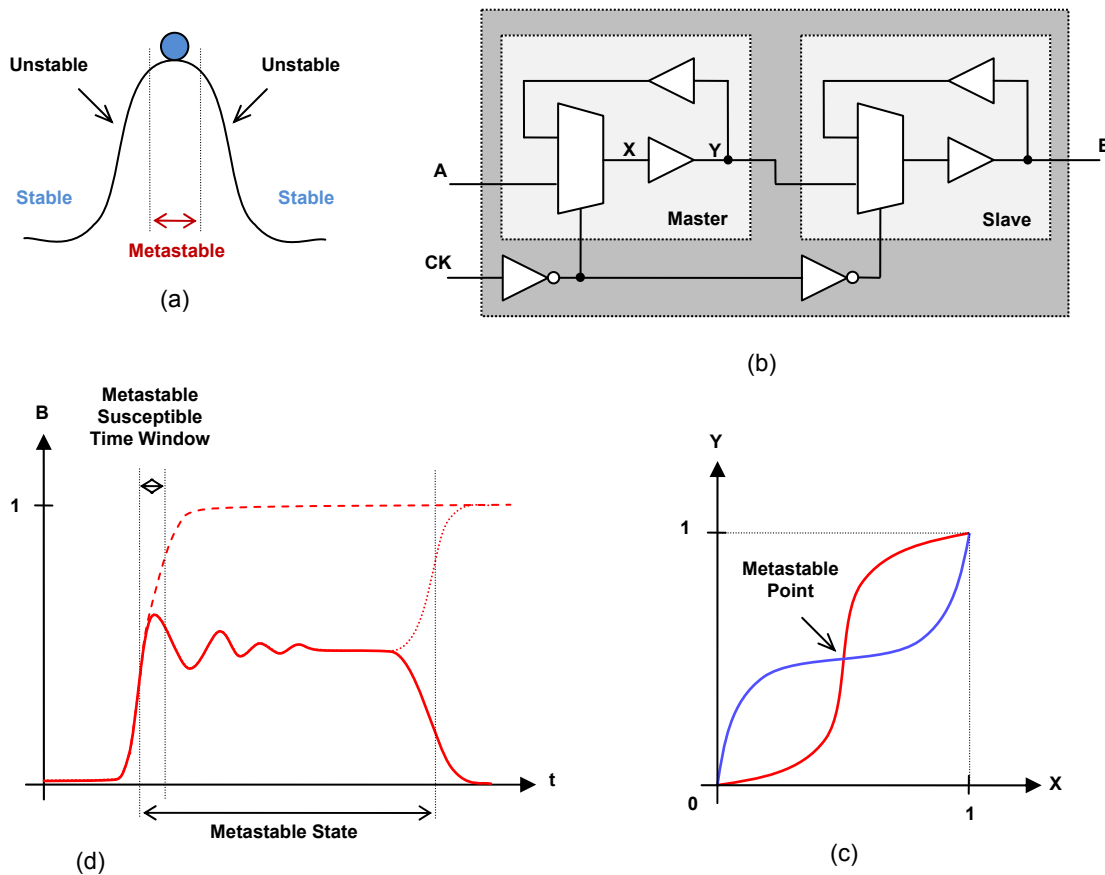 Unstable
Unstable
Stable
Stable
Metastable
(a)
A
X
Y
B
Master
Slave
CK
(b)
Metastable
Susceptible
Time Window
B
1
t
Metastable State
(d)
Y
1
Metastable
Point
0
1
X
(c)